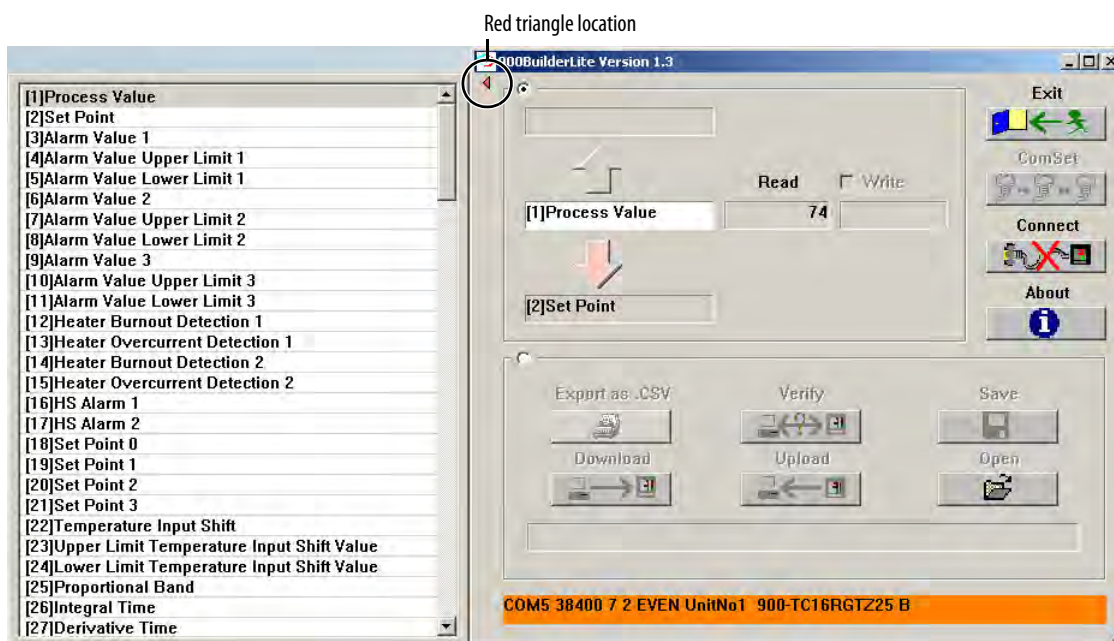 Red triangle location
000BuilderLite Version 1.3
[1]Process Value
[2]Set Point
[3]Alarm Value 1
[4]Alarm Value Upper Limit 1
[5]Alarm Value Lower Limit 1
[6]Alarm Value 2
[7]Alarm Value Upper Limit 2
[8]Alarm Value Lower Limit 2
[9]Alarm Value 3
[10]Alarm Value Upper Limit 3
[11]Alarm Value Lower Limit 3
[12]Heater Burnout Detection 1
[13]Heater Overcurrent Detection 1
[14]Heater Burnout Detection 2
[15]Heater Overcurrent Detection 2
[16]HS Alarm 1
[17]HS Alarm 2
[18]Set Point 0
[19]Set Point 1
[20]Set Point 2
[21]Set Point 3
[22]Temperature Input Shift
[23]Upper Limit Temperature Input Shift Value
[24]Lower Limit Temperature Input Shift Value
[25]Proportional Band
[26]Integral Time
[27]Derivative Time
Read Write
[1]Process Value 74
[2]Set Point
Exit
ComSet
Connect
About
Export as .CSV Verify Save
Download Upload Open
COM5 38400 7 2 EVEN UnitNo1 900-TC16RGTZ25 B